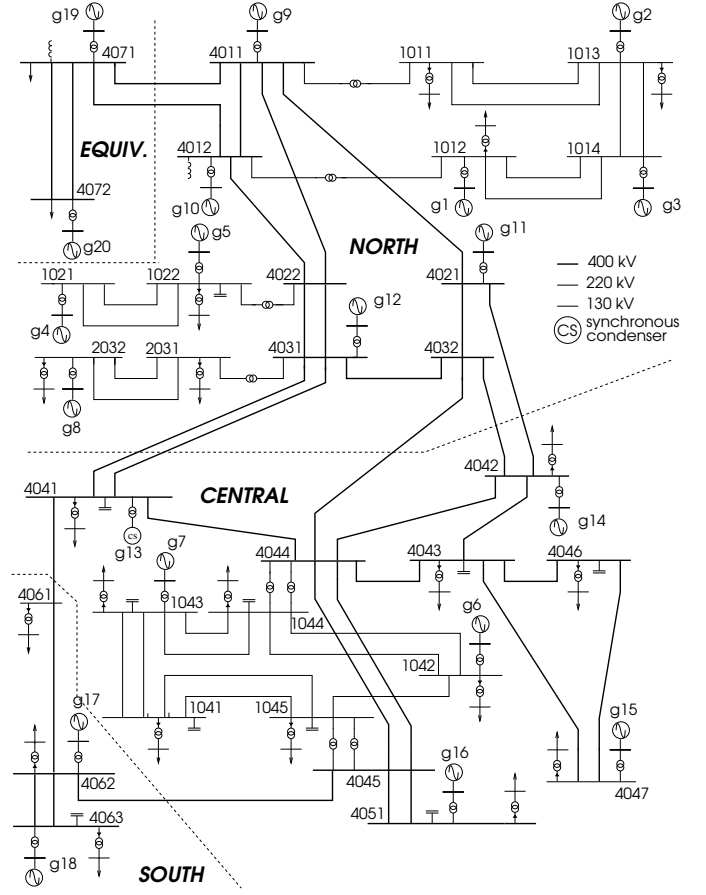 g19
g9
g2
4071
4011
1011
1013
EQUIV.
4012
1012
1014
4072
g10
g1
g3
g20
g5
NORTH
g11
400 kV
220 kV
130 kV
CS
synchronous
condenser
1021
1022
4022
4021
g12
g4
2032
2031
4031
4032
g8
4041
CENTRAL
4042
cs
g13
g7
g14
4044
4043
4046
4061
1043
1044
g6
1042
g17
1041
1045
g15
g16
4062
4045
4047
4051
4063
g18
SOUTH